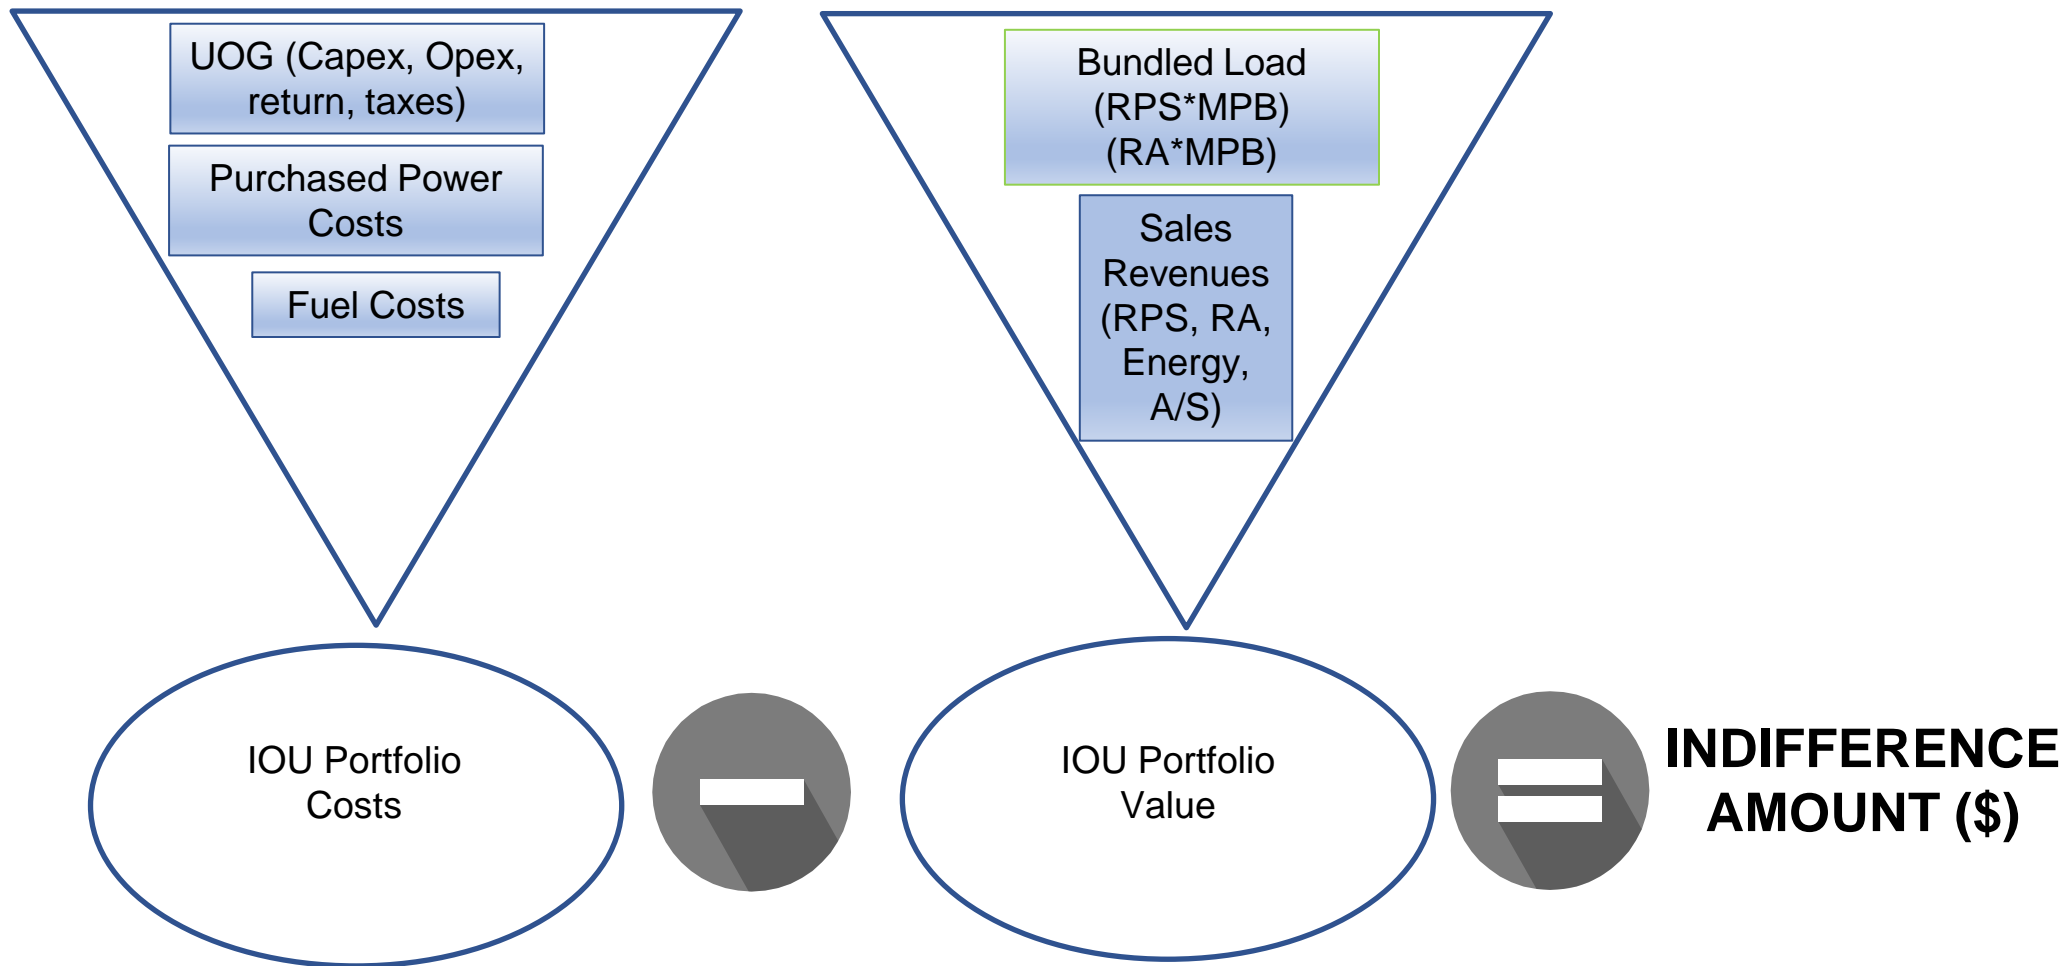 UOG (Capex, Opex,
return, taxes)
Purchased Power
Costs
Fuel Costs
Bundled Load
(RPS*MPB)
(RA*MPB)
Sales
Revenues
(RPS, RA,
Energy,
A/S)
IOU Portfolio
Costs
IOU Portfolio
Value
INDIFFERENCE
AMOUNT ($)